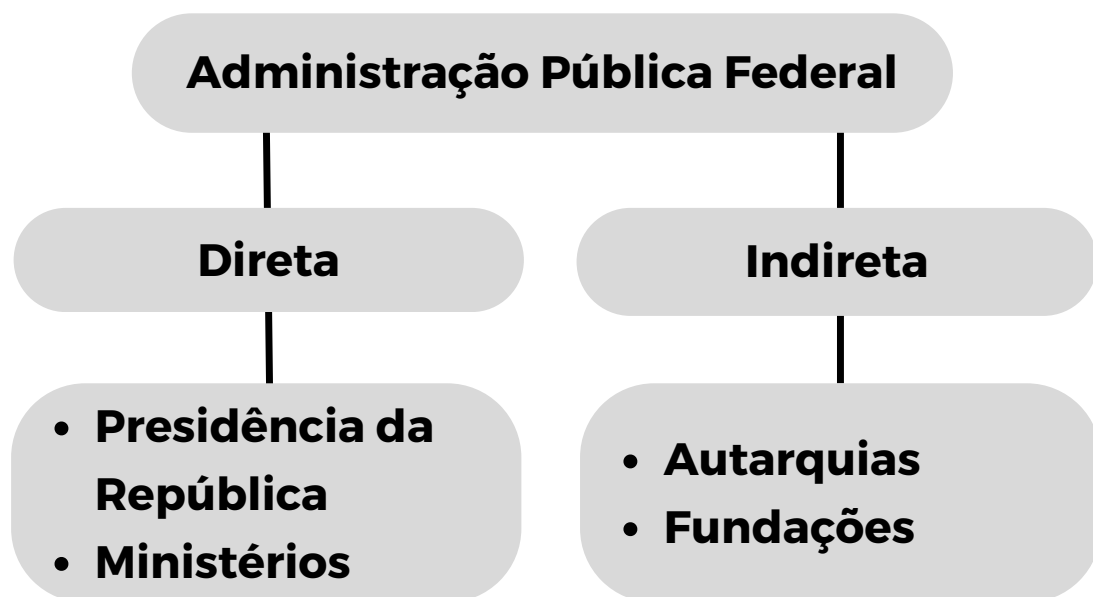 Administração Pública Federal
Direta
Indireta
• Presidência da
República
• Ministérios
• Autarquias
• Fundações